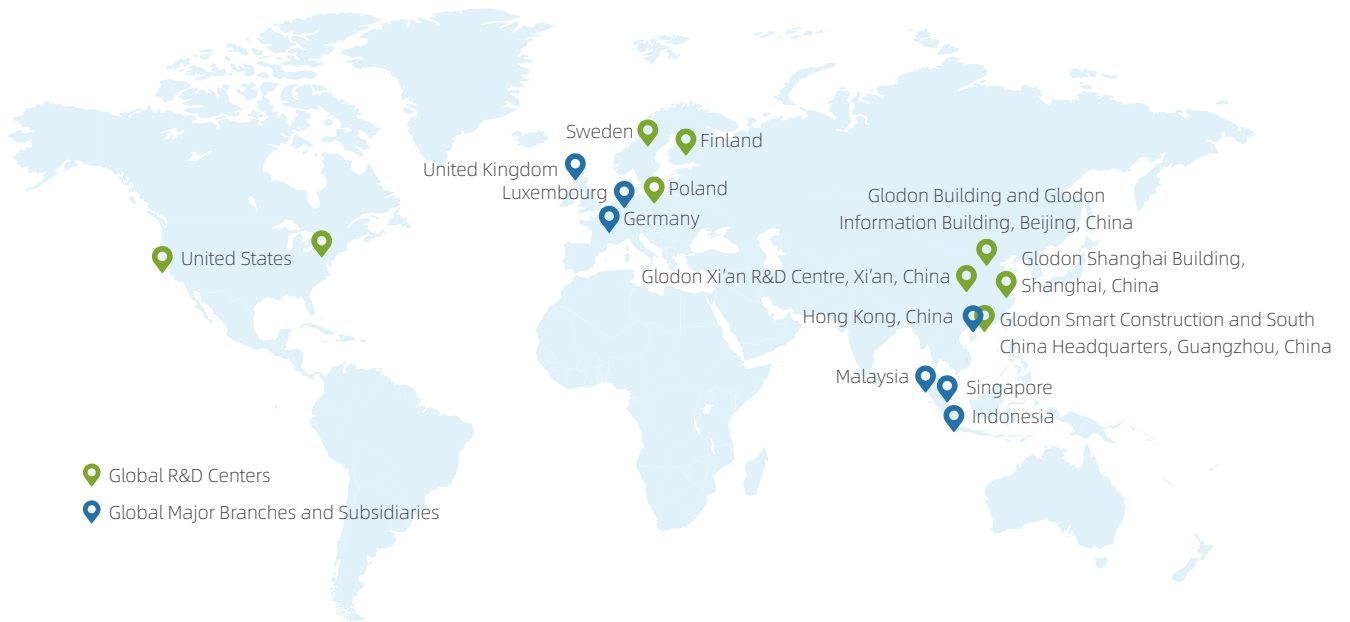 Sweden
Finland
United Kingdom
Luxembourg
Poland
Germany
United States
Glodon Building and Glodon
Information Building, Beijing, China
Glodon Xi’an R&D Centre, Xi’an, China
Glodon Shanghai Building,
Shanghai, China
Hong Kong, China
Glodon Smart Construction and South
China Headquarters, Guangzhou, China
Malaysia
Singapore
Indonesia
Global R&D Centers
Global Major Branches and Subsidiaries